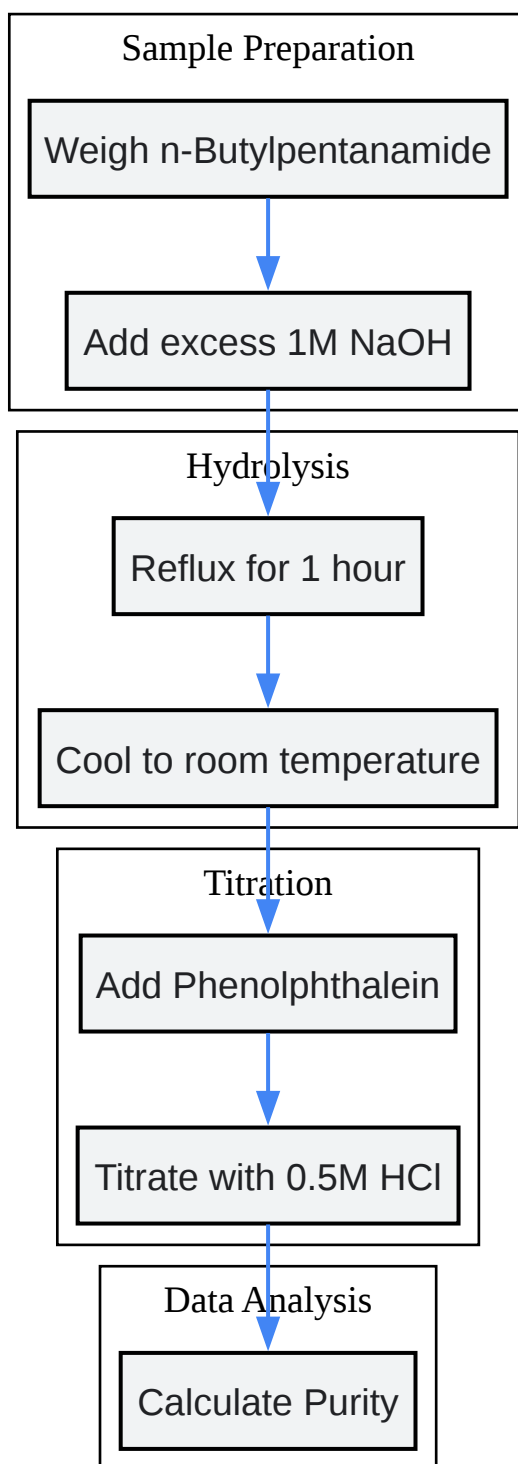 Sample Preparation
Weigh n-Butylpentanamide
Add excess 1M NaOH
Hydrolysis
Reflux for 1 hour
Cool to room temperature
Titration
Add Phenolphthalein
Titrate with 0.5M HCl
Data Analysis
Calculate Purity